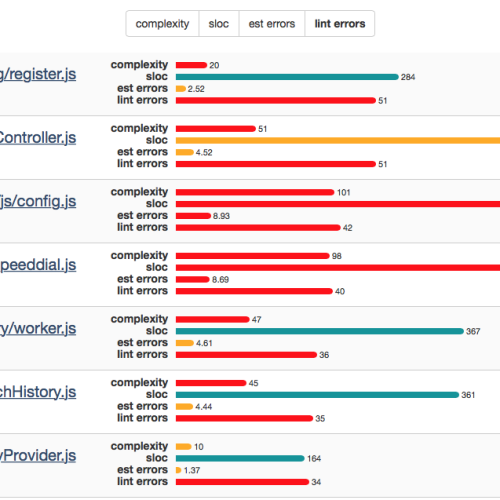 complexity sloc est errors lint errors
g/register.js
complexity 20
sloc 284
est errors 2.52
lint errors 51
Controller.js
complexity 51
sloc
est errors 4.52
lint errors 51
js/config.js
complexity 101
sloc
est errors 8.93
lint errors 42
peeddial.js
complexity 98
sloc
est errors 8.69
lint errors 40
ry/worker.js
complexity 47
sloc 367
est errors 4.61
lint errors 36
chHistory.js
complexity 45
sloc 361
est errors 4.44
lint errors 35
yProvider.js
complexity 10
sloc 164
est errors 1.37
lint errors 34